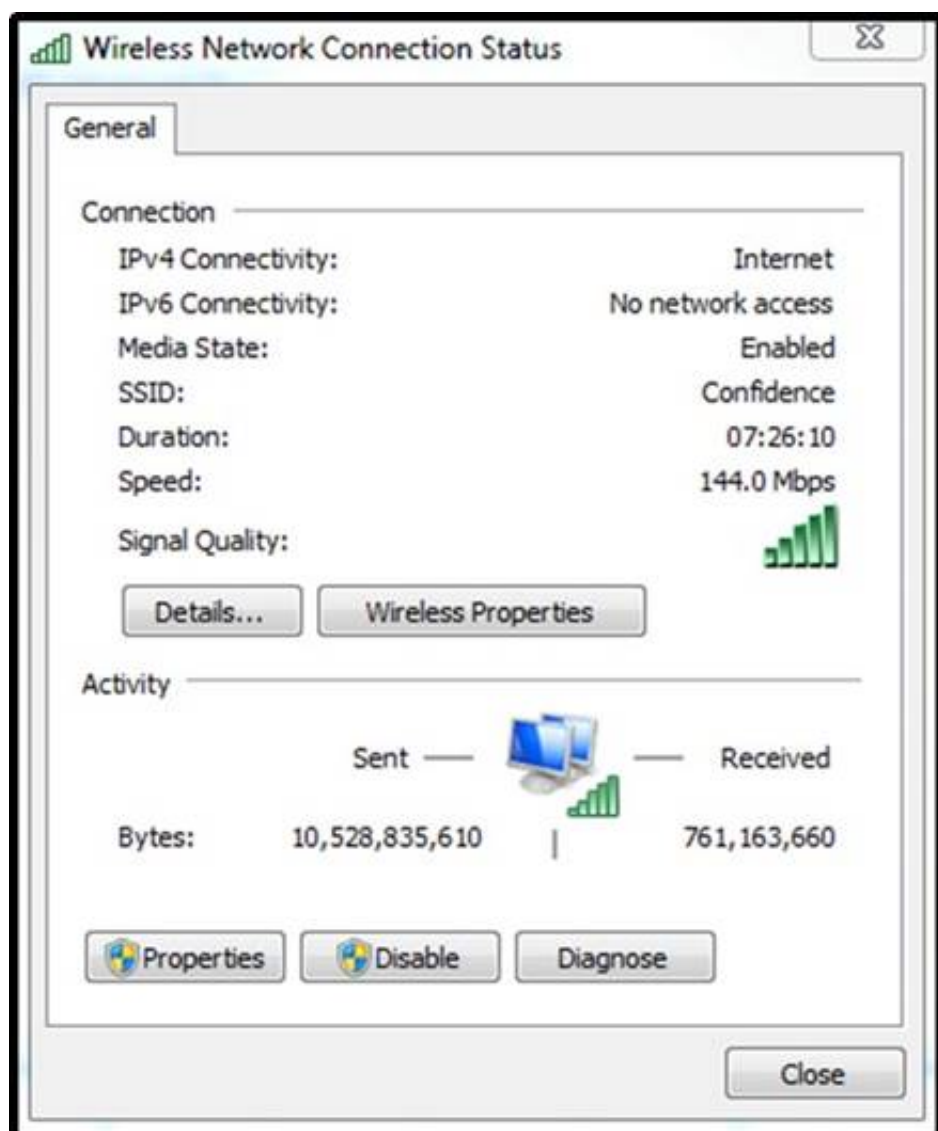 Wireless Network Connection Status
General
Connection
IPv4 Connectivity: Internet
IPv6 Connectivity: No network access
Media State: Enabled
SSID: Confidence
Duration: 07:26:10
Speed: 144.0 Mbps
Signal Quality:
Details... Wireless Properties
Activity
Sent — — Received
Bytes: 10,528,835,610 | 761,163,660
Properties Disable Diagnose
Close